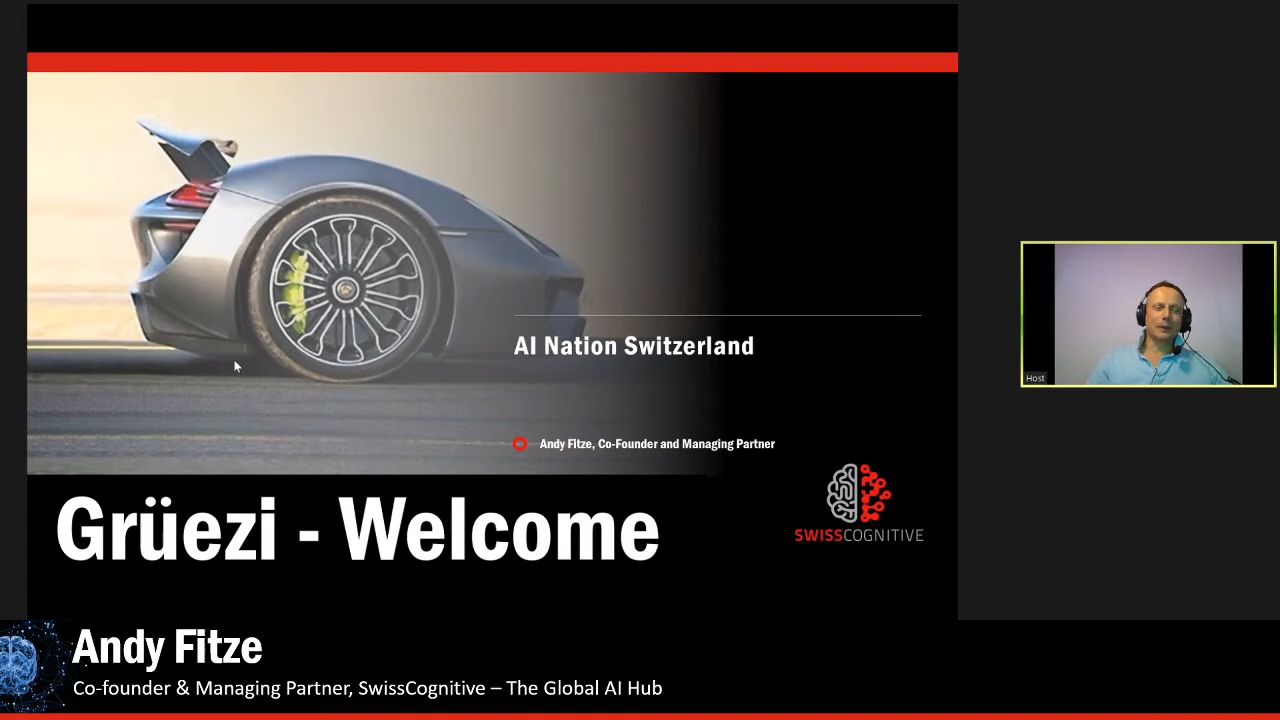 AI Nation Switzerland
Andy Fitze, Co-Founder and Managing Partner
SWISSCOGNITIVE
Grüezi - Welcome
Host
Andy Fitze
Co-founder & Managing Partner, SwissCognitive – The Global AI Hub